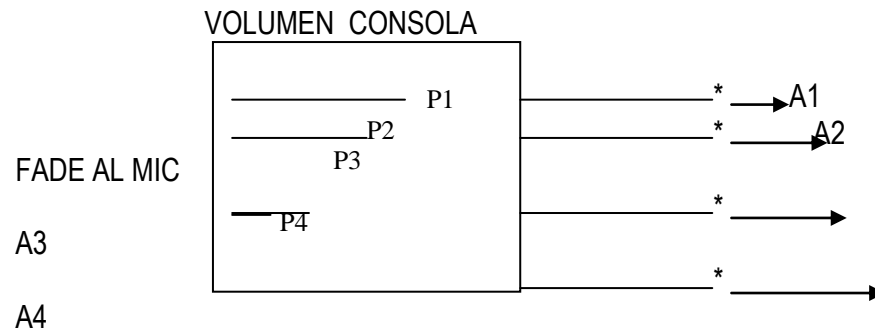 VOLUMEN CONSOLA
P1
* A1
P2
* A2
P3
FADE AL MIC
*
P4
A3
*
A4